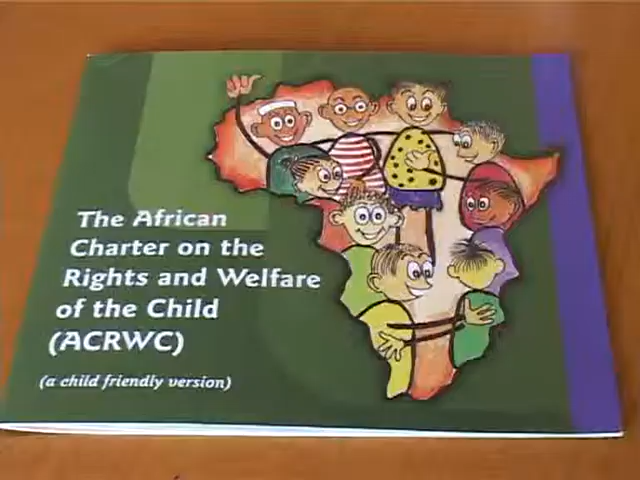 The African
Charter on the
Rights and Welfare
of the Child
(ACRWC)
(a child friendly version)